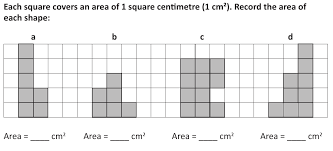 Each square covers an area of 1 square centimetre (1 cm²). Record the area of
each shape:
a b c d
Area = ____ cm² Area = ____ cm² Area = ____ cm² Area = ____ cm²